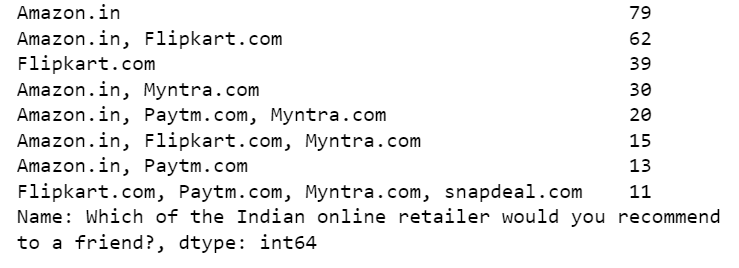 Amazon.in 79
Amazon.in, Flipkart.com 62
Flipkart.com 39
Amazon.in, Myntra.com 30
Amazon.in, Paytm.com, Myntra.com 20
Amazon.in, Flipkart.com, Myntra.com 15
Amazon.in, Paytm.com 13
Flipkart.com, Paytm.com, Myntra.com, snapdeal.com 11
Name: Which of the Indian online retailer would you recommend
to a friend?, dtype: int64